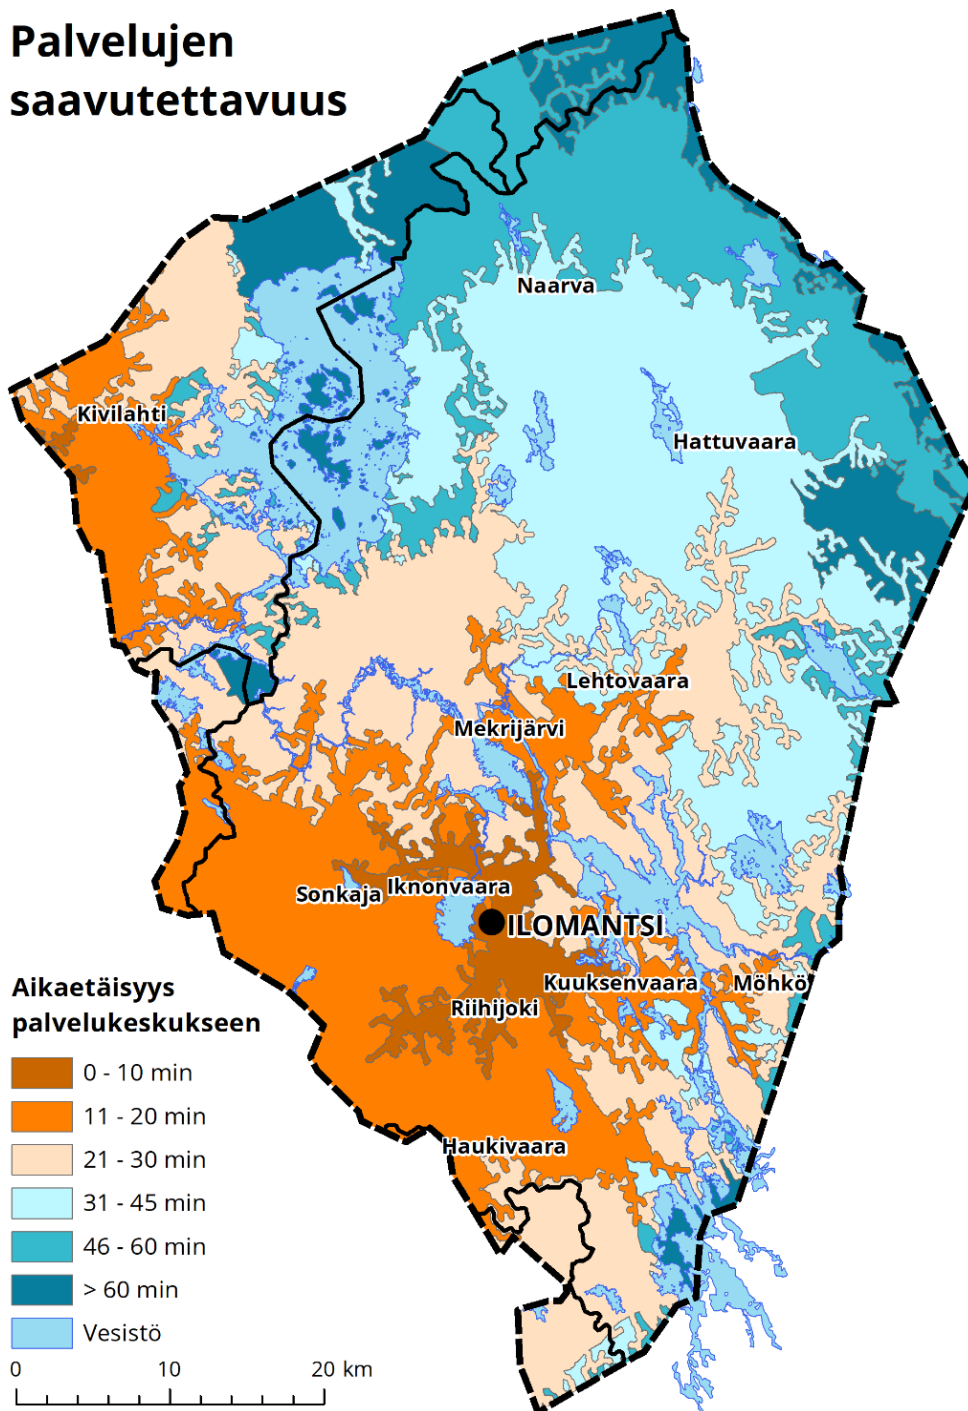 Palvelujen
saavutettavuus
Naarva
Kivilahti
Hattuvaara
Lehtovaara
Mekrijärvi
Sonkaja
Iknonvaara
ILOMANTSI
Kuuksenvaara
Möhkö
Riihijoki
Haukivaara
Aikaetäisyys
palvelukeskukseen
0 - 10 min
11 - 20 min
21 - 30 min
31 - 45 min
46 - 60 min
> 60 min
Vesistö
0 10 20 km